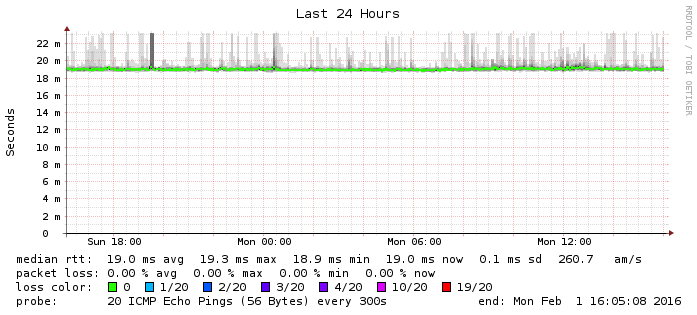 Last 24 Hours
RRDTOOL / TOBI OETIKER
Seconds
22 m
20 m
18 m
16 m
14 m
12 m
10 m
8 m
6 m
4 m
2 m
0
Sun 18:00 Mon 00:00 Mon 06:00 Mon 12:00
median rtt: 19.0 ms avg 19.3 ms max 18.9 ms min 19.0 ms now 0.1 ms sd 260.7 am/s
packet loss: 0.00 % avg 0.00 % max 0.00 % min 0.00 % now
loss color: 0 1/20 2/20 3/20 4/20 10/20 19/20
probe: 20 ICMP Echo Pings (56 Bytes) every 300s end: Mon Feb 1 16:05:08 2016